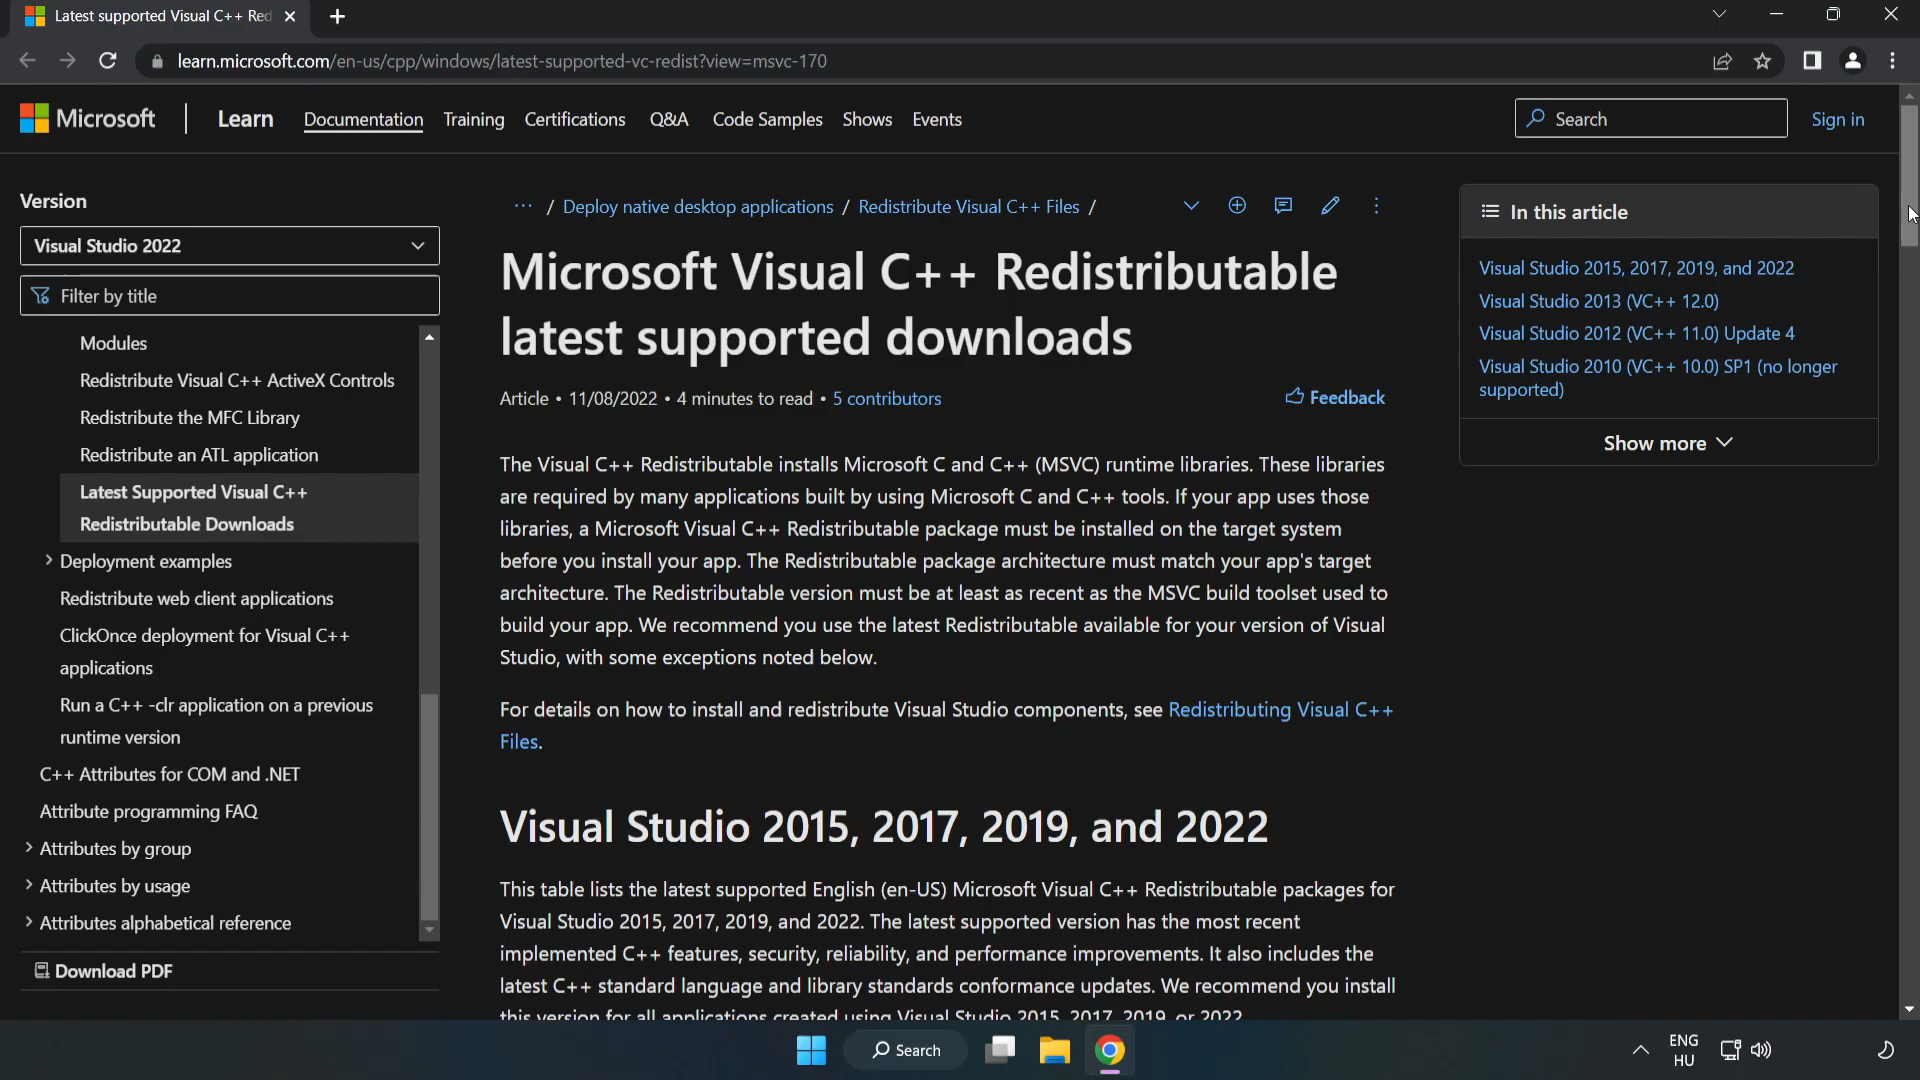 Latest supported Visual C++ Red
learn.microsoft.com/en-us/cpp/windows/latest-supported-vc-redist?view=msvc-170
Microsoft
Learn
Documentation
Training
Certifications
Q&A
Code Samples
Shows
Events
Search
Sign in
Version
Visual Studio 2022
Filter by title
Modules
Redistribute Visual C++ ActiveX Controls
Redistribute the MFC Library
Redistribute an ATL application
Latest Supported Visual C++
Redistributable Downloads
Deployment examples
Redistribute web client applications
ClickOnce deployment for Visual C++
applications
Run a C++ -clr application on a previous
runtime version
C++ Attributes for COM and .NET
Attribute programming FAQ
Attributes by group
Attributes by usage
Attributes alphabetical reference
Download PDF
··· / Deploy native desktop applications / Redistribute Visual C++ Files /
Microsoft Visual C++ Redistributable
latest supported downloads
Article • 11/08/2022 • 4 minutes to read • 5 contributors
Feedback
The Visual C++ Redistributable installs Microsoft C and C++ (MSVC) runtime libraries. These libraries
are required by many applications built by using Microsoft C and C++ tools. If your app uses those
libraries, a Microsoft Visual C++ Redistributable package must be installed on the target system
before you install your app. The Redistributable package architecture must match your app's target
architecture. The Redistributable version must be at least as recent as the MSVC build toolset used to
build your app. We recommend you use the latest Redistributable available for your version of Visual
Studio, with some exceptions noted below.
For details on how to install and redistribute Visual Studio components, see Redistributing Visual C++
Files.
Visual Studio 2015, 2017, 2019, and 2022
This table lists the latest supported English (en-US) Microsoft Visual C++ Redistributable packages for
Visual Studio 2015, 2017, 2019, and 2022. The latest supported version has the most recent
implemented C++ features, security, reliability, and performance improvements. It also includes the
latest C++ standard language and library standards conformance updates. We recommend you install
this version for all applications created using Visual Studio 2015, 2017, 2019, or 2022.
In this article
Visual Studio 2015, 2017, 2019, and 2022
Visual Studio 2013 (VC++ 12.0)
Visual Studio 2012 (VC++ 11.0) Update 4
Visual Studio 2010 (VC++ 10.0) SP1 (no longer
supported)
Show more
Search
ENG
HU